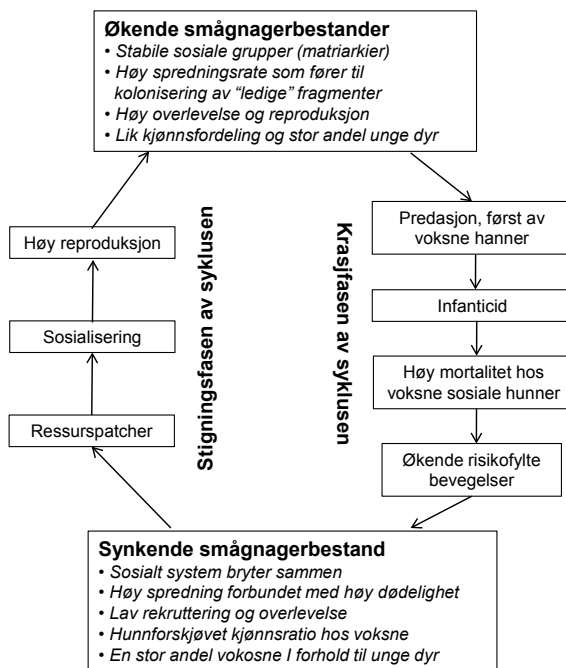 Økende smågnagerbestander
• Stabile sosiale grupper (matriarkier)
• Høy spredningsrate som fører til
kolonisering av “ledige” fragmenter
• Høy overlevelse og reproduksjon
• Lik kjønnsfordeling og stor andel unge dyr
Predasjon, først av
voksne hanner
Infanticid
Høy mortalitet hos
voksne sosiale hunner
Økende risikofylte
bevegelser
Krasjfasen av syklusen
Synkende smågnagerbestand
• Sosialt system bryter sammen
• Høy spredning forbundet med høy dødelighet
• Lav rekruttering og overlevelse
• Hunnforskjøvet kjønnsratio hos voksne
• En stor andel vokosne I forhold til unge dyr
Ressurspatcher
Sosialisering
Høy reproduksjon
Stigningsfasen av syklusen